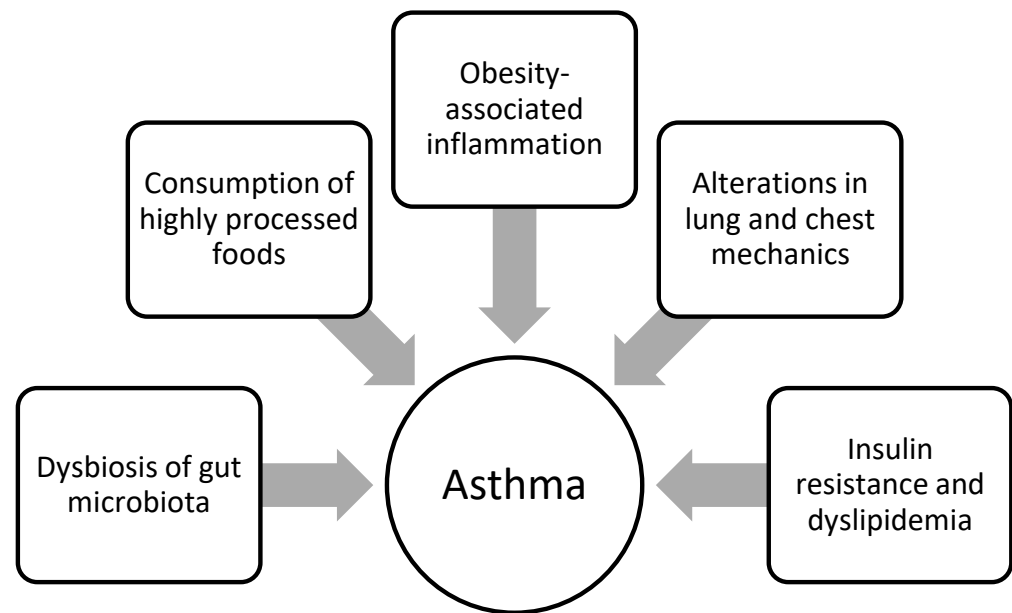 Obesity-
associated
inflammation
Consumption of
highly processed
foods
Alterations in
lung and chest
mechanics
Dysbiosis of gut
microbiota
Asthma
Insulin
resistance and
dyslipidemia